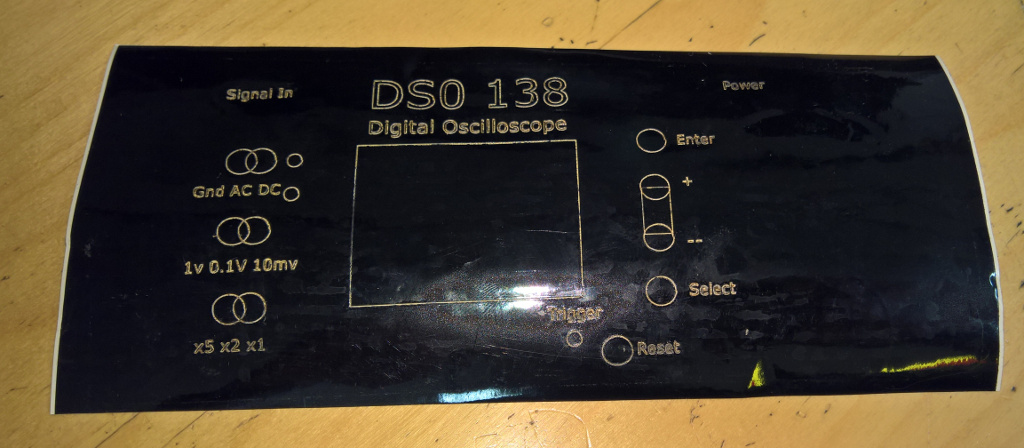 Signal In
DSO 138
Digital Oscilloscope
Power
Enter
Gnd AC DC
+
--
1v 0.1V 10mv
Select
Trigger
x5 x2 x1
Reset